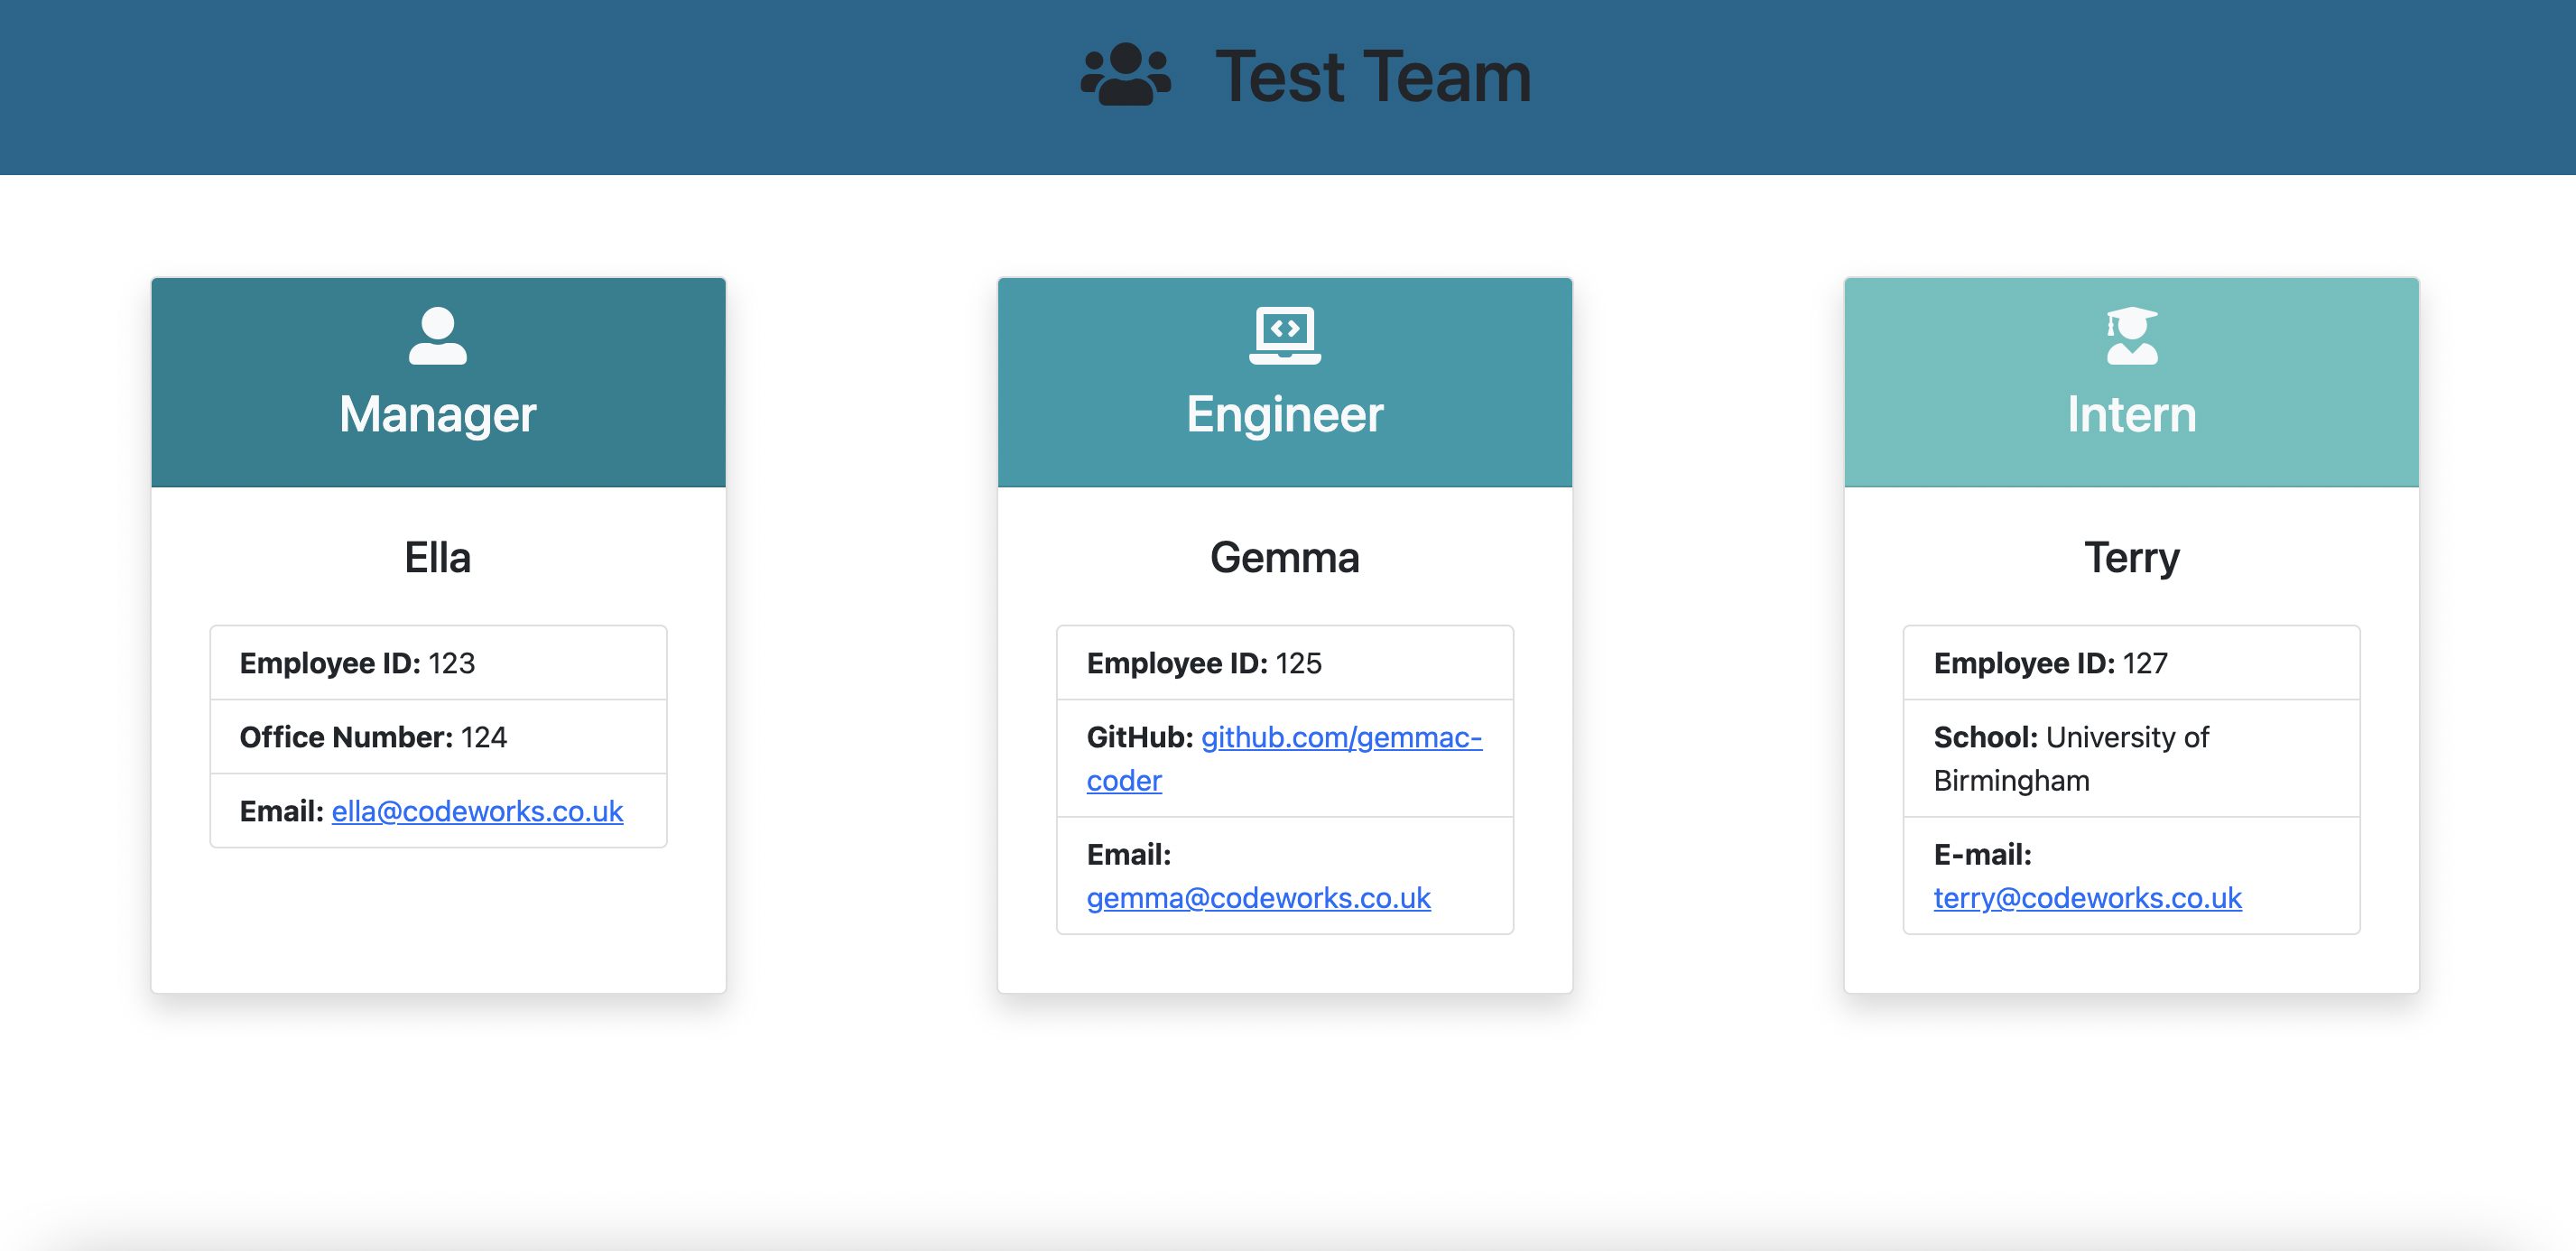 Test Team
Manager
Ella
Employee ID: 123
Office Number: 124
Email: ella@codeworks.co.uk
Engineer
Gemma
Employee ID: 125
GitHub: github.com/gemmac-
coder
Email:
gemma@codeworks.co.uk
Intern
Terry
Employee ID: 127
School: University of
Birmingham
E-mail:
terry@codeworks.co.uk